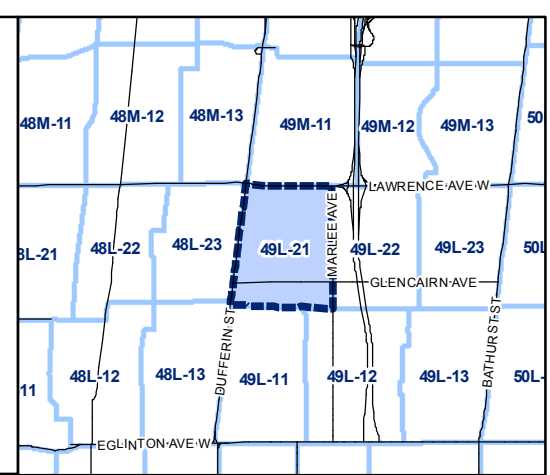 48M-11 48M-12 48M-13 49M-11 49M-12 49M-13 50
LAWRENCE AVE W
MARLEE AVE
8L-21 48L-22 48L-23 49L-21 49L-22 49L-23 50L
GLENCAIRN AVE
DUFFERIN ST
BATHURST ST
11 48L-12 48L-13 49L-11 49L-12 49L-13 50L-
EGLINTON AVE W